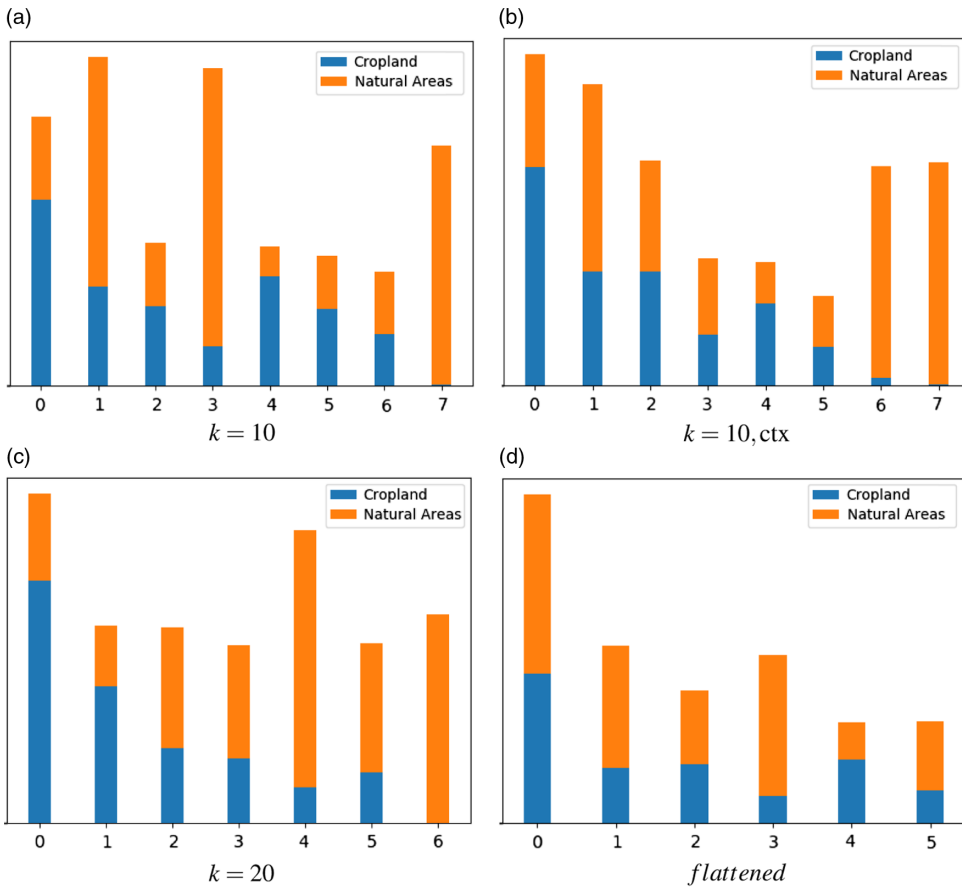 (a)
Cropland
Natural Areas
0 1 2 3 4 5 6 7
k = 10
(b)
Cropland
Natural Areas
0 1 2 3 4 5 6 7
k = 10, ctx
(c)
Cropland
Natural Areas
0 1 2 3 4 5 6
k = 20
(d)
Cropland
Natural Areas
0 1 2 3 4 5
flattened